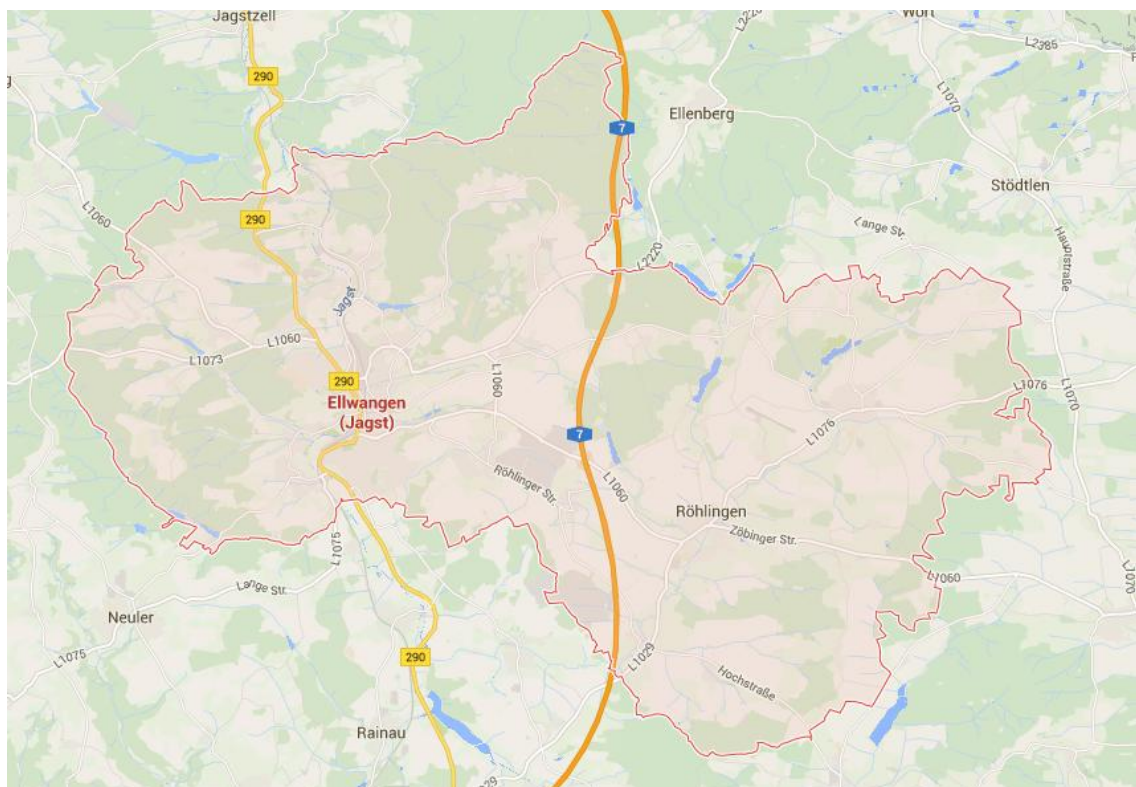 Jagstzell
Wört
L2220
L2385
290
L1070
7
Ellenberg
Stödtlen
L1060
290
Lange Str.
Hauptstraße
L2220
Jagst
L1060
L1073
L1060
290
L1076
L1070
Ellwangen
(Jagst)
L1076
7
Röhlinger Str.
L1060
Röhlingen
Zöbinger Str.
L1075
L1060
Lange Str.
L1070
Neuler
L1075
290
L1029
Hochstraße
Rainau